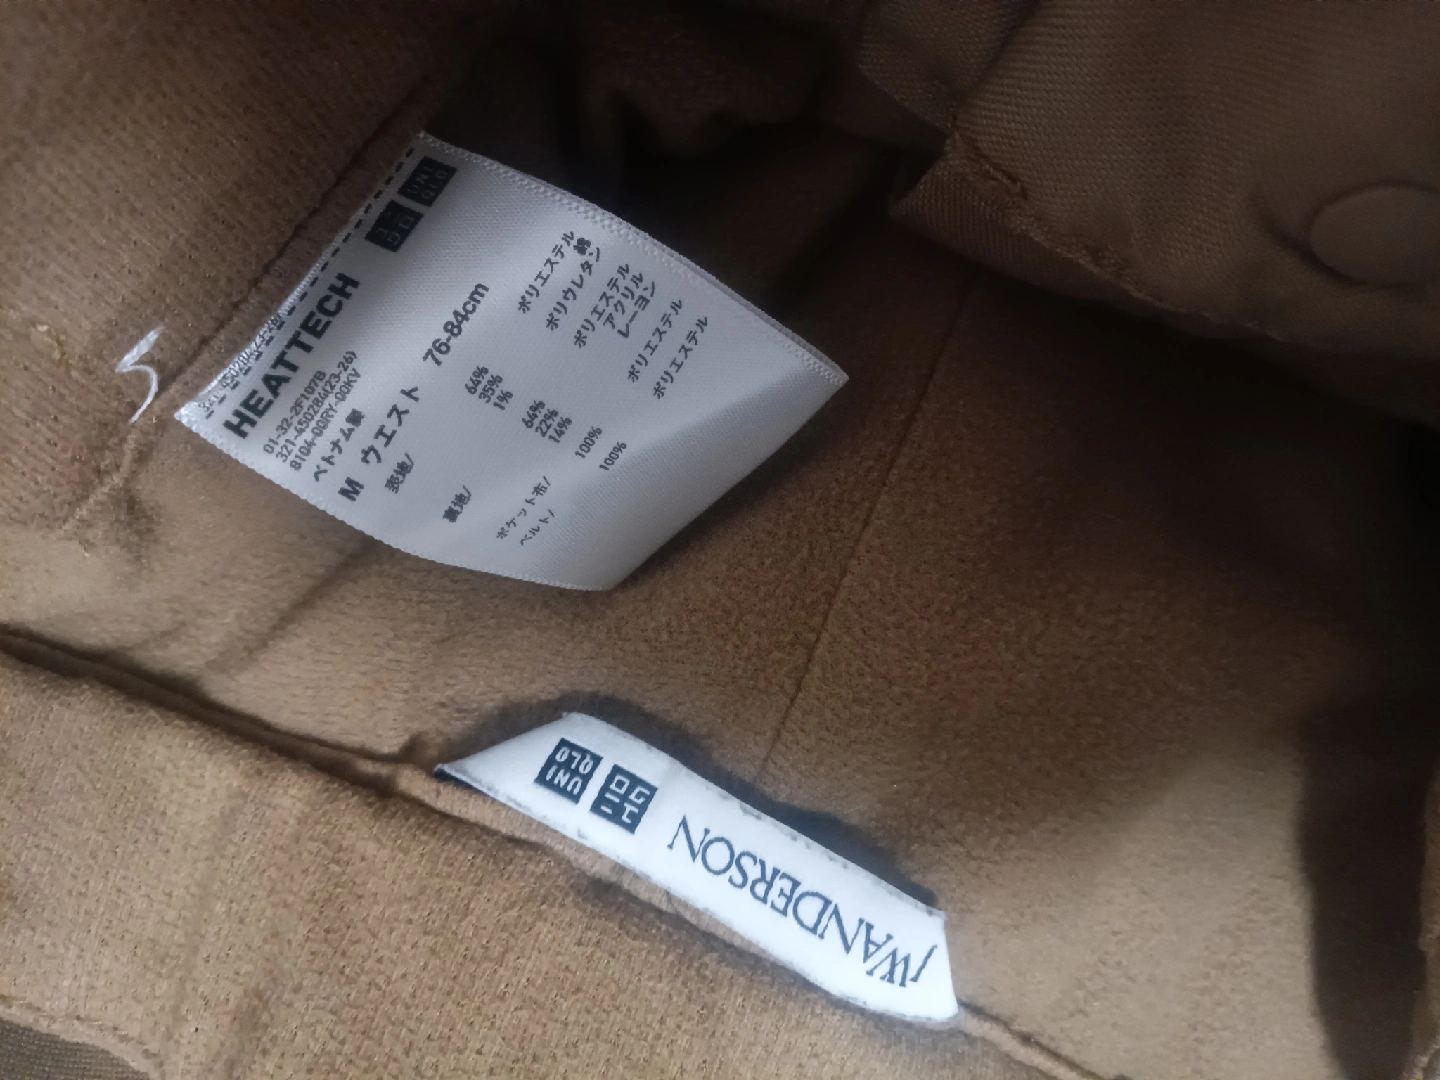 ユニ
クロ
UNI
QLO
HEATTECH
01-32-2F107B
321-450284(23-26)
8104-00RY-00KV
ベトナム製
M ウエスト 76-84cm
表地/ 64% ポリエステル
35% 綿
1% ポリウレタン
裏地/ 64% ポリエステル
22% アクリル
14% レーヨン
ポケット布/ 100% ポリエステル
ベルト/ 100% ポリエステル
JWANDERSON
ユニ
クロ
UNI
QLO